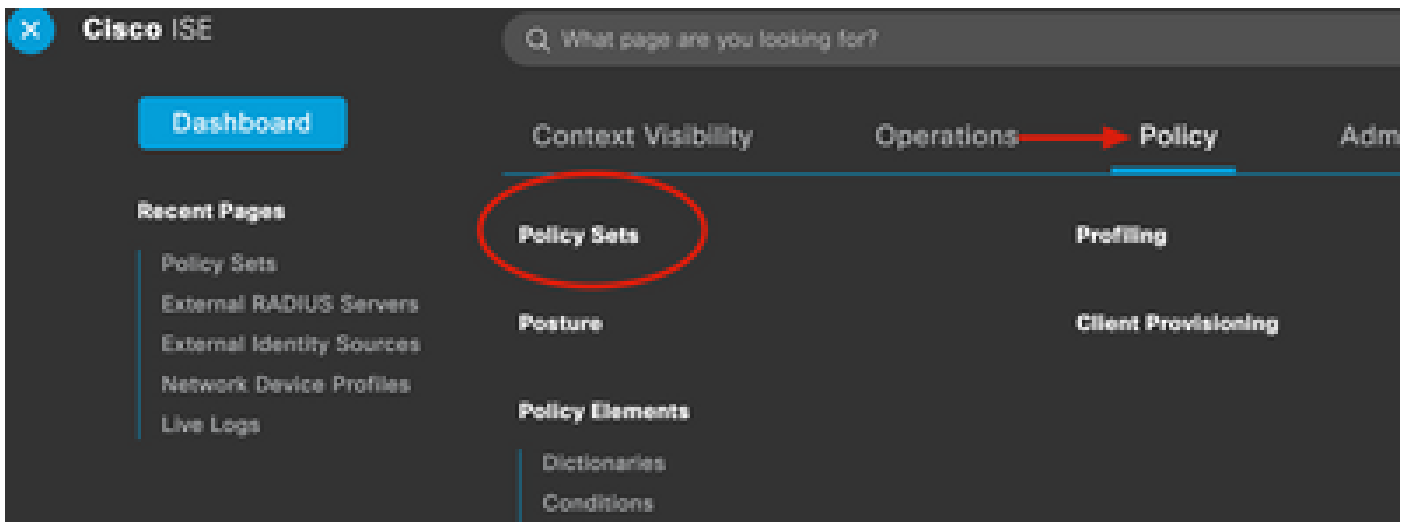 Cisco ISE
What page are you looking for?
Dashboard
Context Visibility
Operations
Policy
Adm
Recent Pages
Policy Sets
External RADIUS Servers
External Identity Sources
Network Device Profiles
Live Logs
Policy Sets
Profiling
Posture
Client Provisioning
Policy Elements
Dictionaries
Conditions